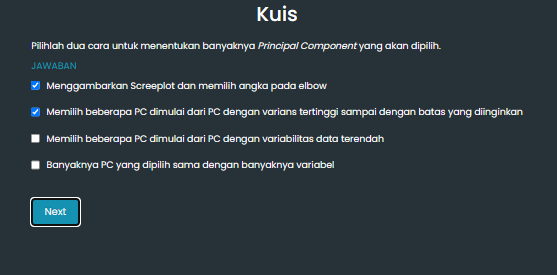 Kuis
Pilihlah dua cara untuk menentukan banyaknya Principal Component yang akan dipilih.
JAWABAN
Menggambarkan Screeplot dan memilih angka pada elbow
Memilih beberapa PC dimulai dari PC dengan varians tertinggi sampai dengan batas yang diinginkan
Memilih beberapa PC dimulai dari PC dengan variabilitas data terendah
Banyaknya PC yang dipilih sama dengan banyaknya variabel
Next